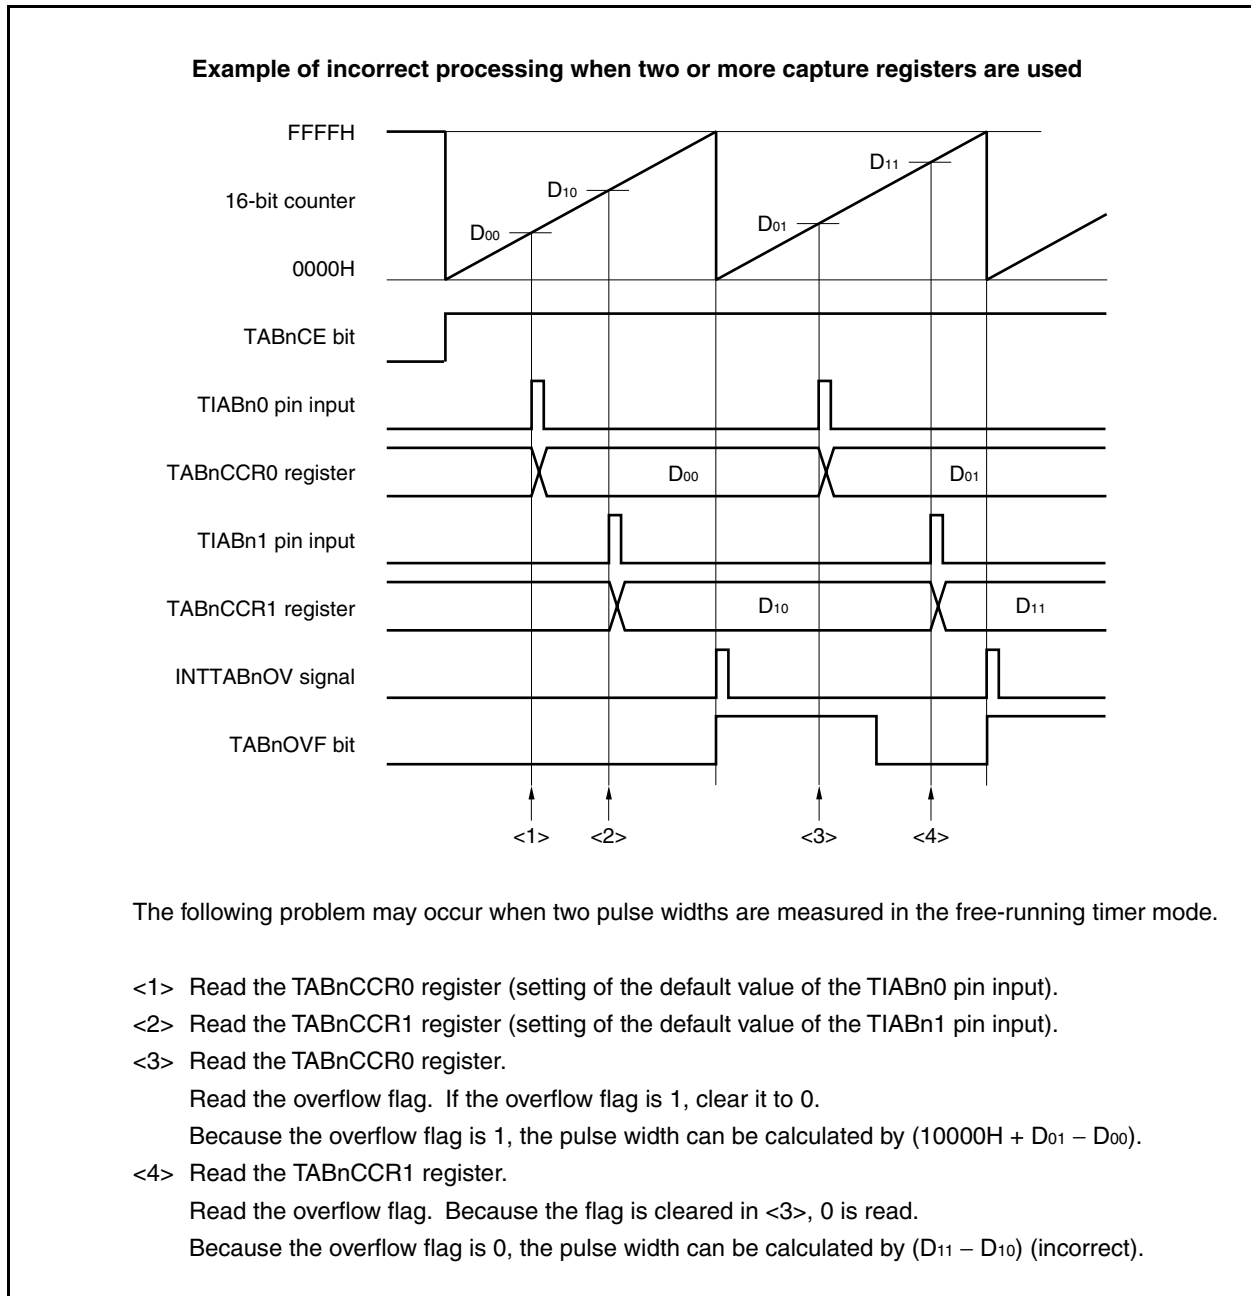 Example of incorrect processing when two or more capture registers are used
FFFFH
D11
D10
16-bit counter
D01
D00
0000H
TABnCE bit
TIABn0 pin input
TABnCCR0 register
D00
D01
TIABn1 pin input
TABnCCR1 register
D10
D11
INTTABnOV signal
TABnOVF bit
<1>
<2>
<3>
<4>
The following problem may occur when two pulse widths are measured in the free-running timer mode.
<1> Read the TABnCCR0 register (setting of the default value of the TIABn0 pin input).
<2> Read the TABnCCR1 register (setting of the default value of the TIABn1 pin input).
<3> Read the TABnCCR0 register.
Read the overflow flag. If the overflow flag is 1, clear it to 0.
Because the overflow flag is 1, the pulse width can be calculated by (10000H + D01 − D00).
<4> Read the TABnCCR1 register.
Read the overflow flag. Because the flag is cleared in <3>, 0 is read.
Because the overflow flag is 0, the pulse width can be calculated by (D11 − D10) (incorrect).